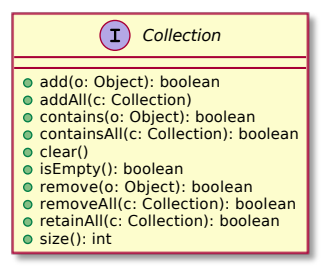 I Collection
add(o: Object): boolean
addAll(c: Collection)
contains(o: Object): boolean
containsAll(c: Collection): boolean
clear()
isEmpty(): boolean
remove(o: Object): boolean
removeAll(c: Collection): boolean
retainAll(c: Collection): boolean
size(): int